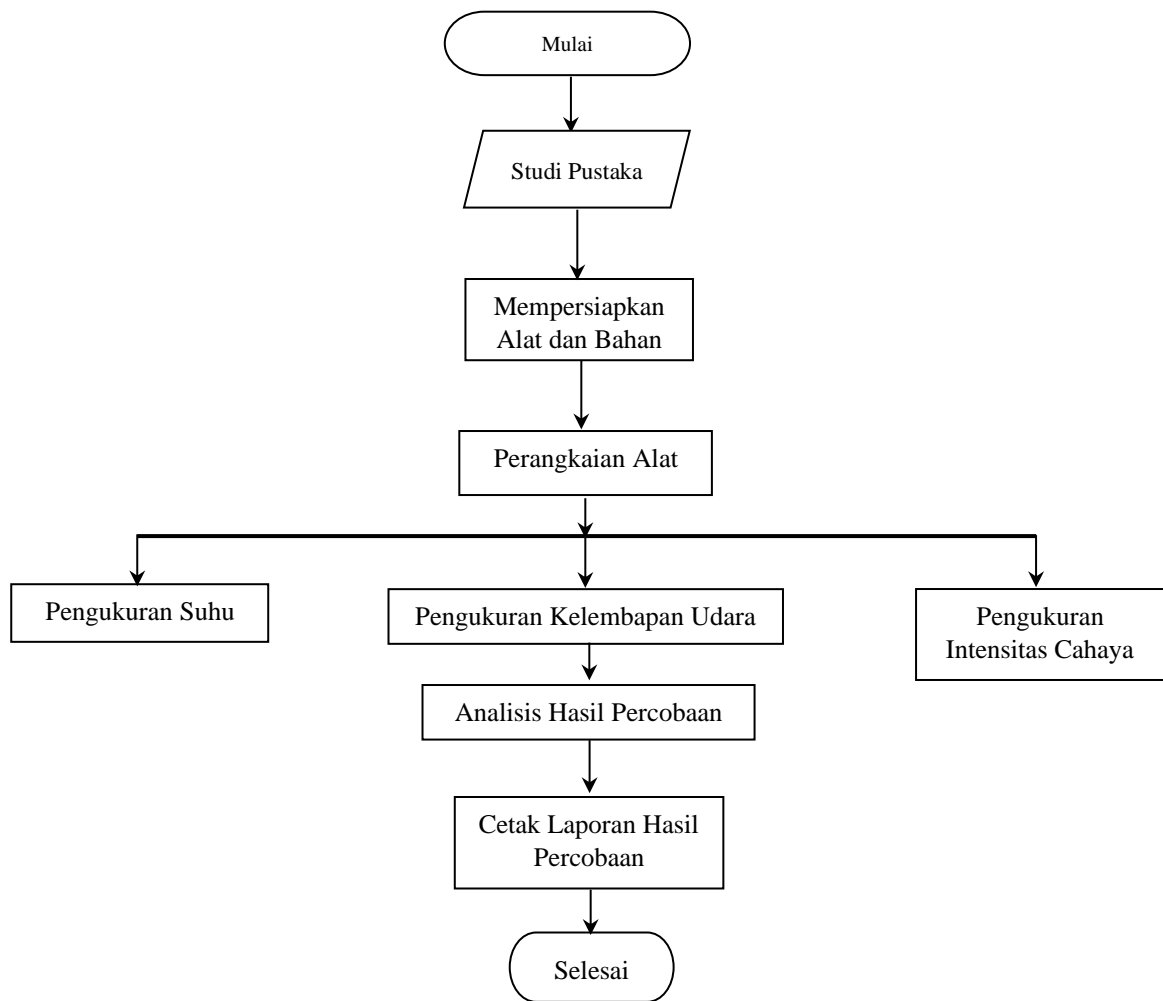 Mulai
Studi Pustaka
Mempersiapkan
Alat dan Bahan
Perangkaian Alat
Pengukuran Suhu
Pengukuran Kelembapan Udara
Pengukuran
Intensitas Cahaya
Analisis Hasil Percobaan
Cetak Laporan Hasil
Percobaan
Selesai